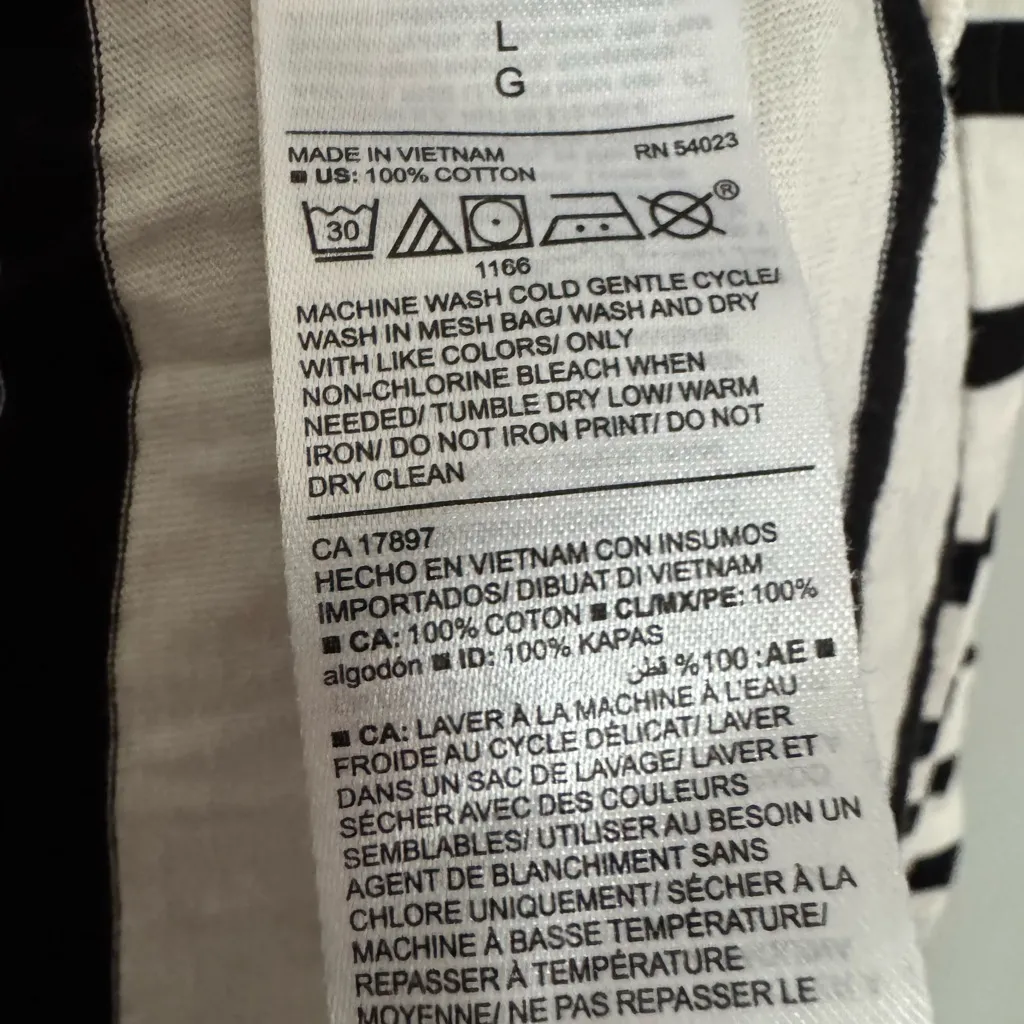 L
G
MADE IN VIETNAM RN 54023
■ US: 100% COTTON
30
®
1166
MACHINE WASH COLD GENTLE CYCLE/
WASH IN MESH BAG/ WASH AND DRY
WITH LIKE COLORS/ ONLY
NON-CHLORINE BLEACH WHEN
NEEDED/ TUMBLE DRY LOW/ WARM
IRON/ DO NOT IRON PRINT/ DO NOT
DRY CLEAN
CA 17897
HECHO EN VIETNAM CON INSUMOS
IMPORTADOS/ DIBUAT DI VIETNAM
■ CA: 100% COTON ■ CL/MX/PE: 100%
algodón ■ ID: 100% KAPAS
■ AE: 100% قطن
■ CA: LAVER À LA MACHINE À L'EAU
FROIDE AU CYCLE DÉLICAT/ LAVER
DANS UN SAC DE LAVAGE/ LAVER ET
SÉCHER AVEC DES COULEURS
SEMBLABLES/ UTILISER AU BESOIN UN
AGENT DE BLANCHIMENT SANS
CHLORE UNIQUEMENT/ SÉCHER À LA
MACHINE À BASSE TEMPÉRATURE/
REPASSER À TEMPÉRATURE
MOYENNE/ NE PAS REPASSER LE